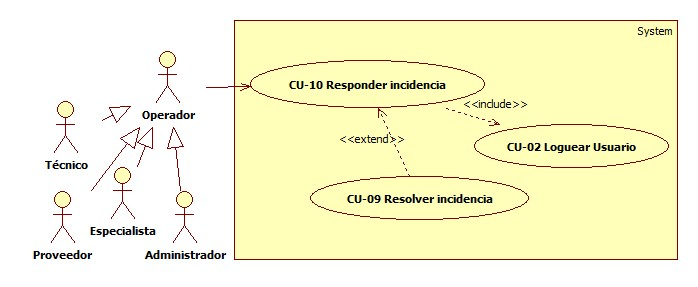 System
CU-10 Responder incidencia
<<include>>
Operador
<<extend>>
CU-02 Loguear Usuario
Técnico
CU-09 Resolver incidencia
Especialista
Proveedor
Administrador